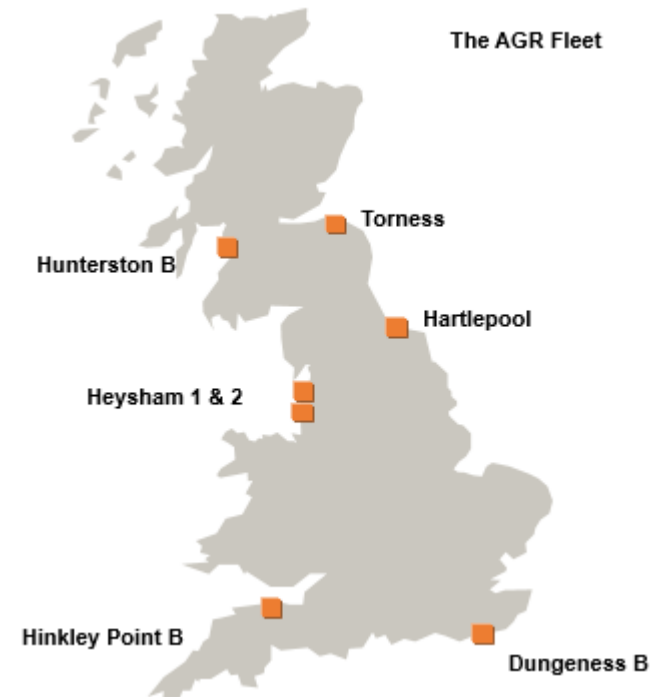 The AGR Fleet
Torness
Hunterston B
Hartlepool
Heysham 1 & 2
Hinkley Point B
Dungeness B